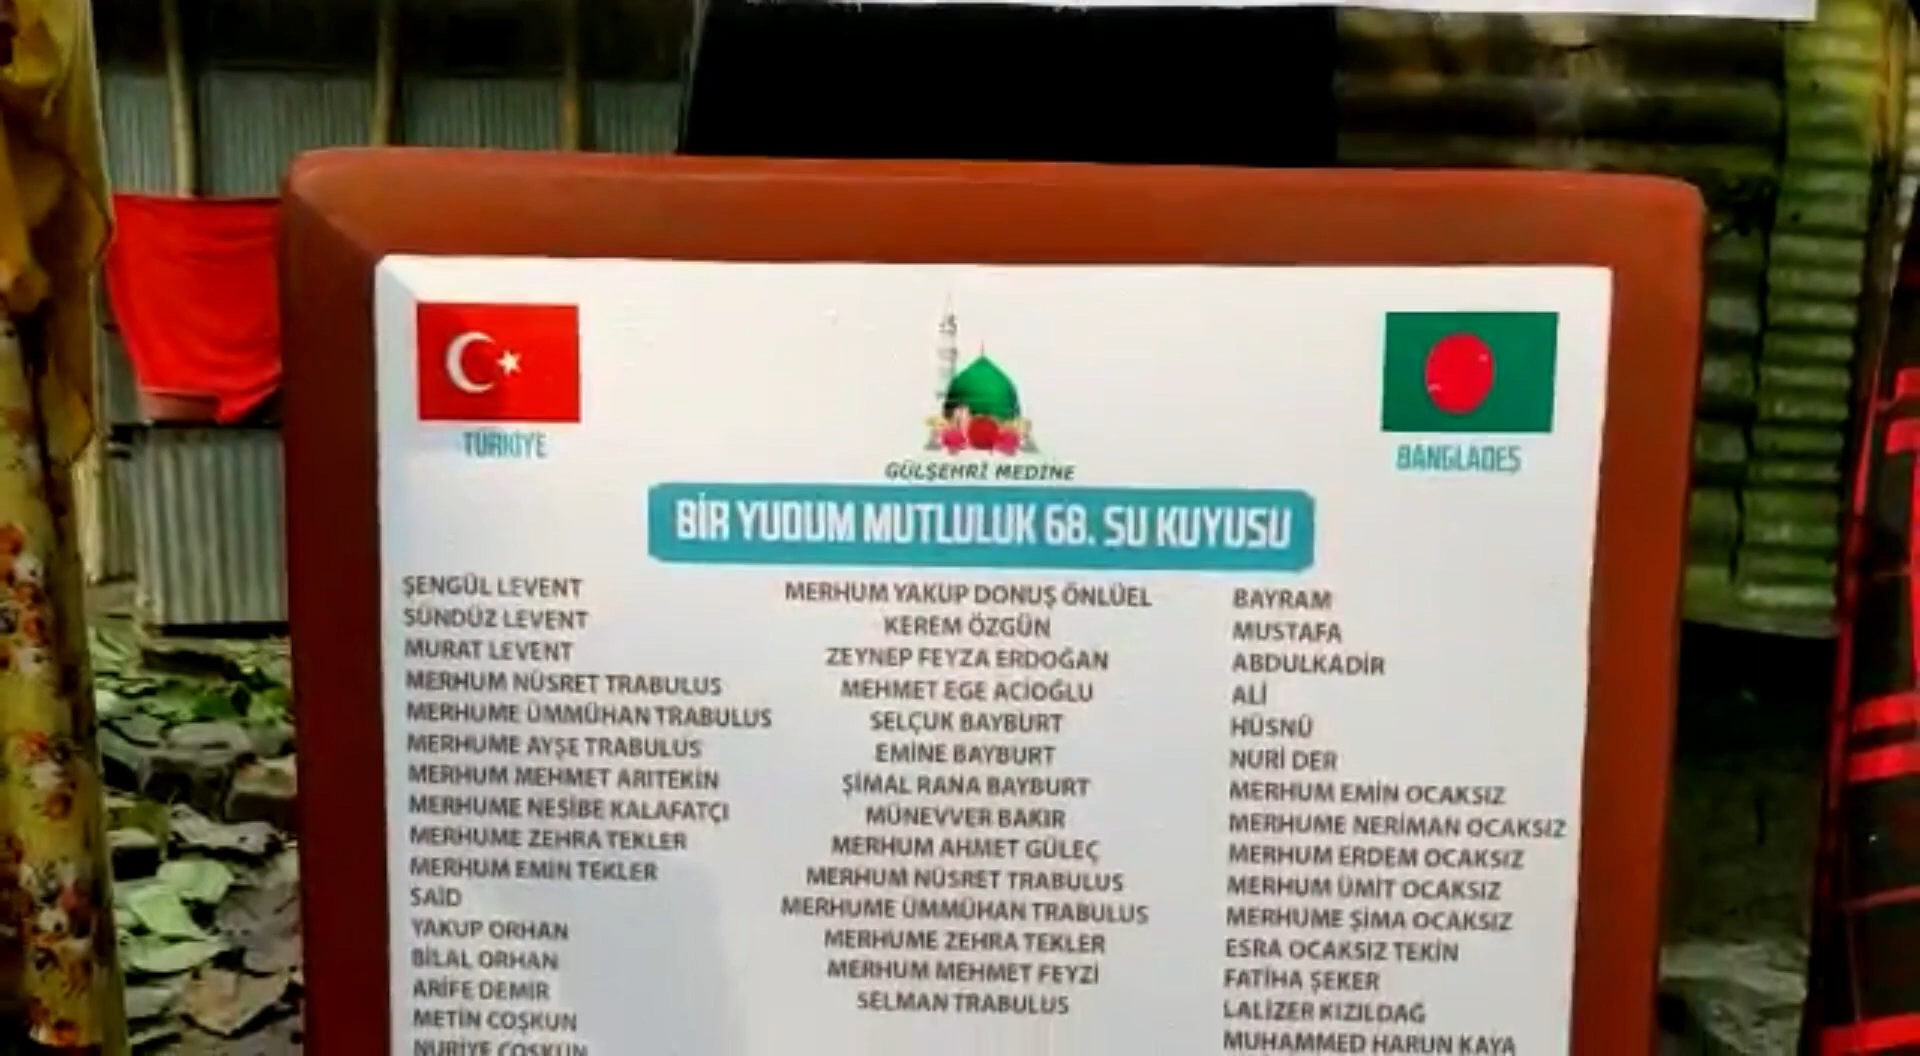 TÜRKİYE
GÜLŞEHRİ MEDİNE
BANGLADEŞ
BİR YUDUM MUTLULUK 68. SU KUYUSU
ŞENGÜL LEVENT
SÜNDÜZ LEVENT
MURAT LEVENT
MERHUM NÜSRET TRABULUS
MERHUME ÜMMÜHAN TRABULUS
MERHUME AYŞE TRABULUS
MERHUM MEHMET ARITEKİN
MERHUME NESİBE KALAFATÇI
MERHUME ZEHRA TEKLER
MERHUM EMİN TEKLER
SAİD
YAKUP ORHAN
BİLAL ORHAN
ARİFE DEMİR
METİN COŞKUN
NURİYE COŞKUN
MERHUM YAKUP DONUŞ ÖNLÜEL
KEREM ÖZGÜN
ZEYNEP FEYZA ERDOĞAN
MEHMET EGE ACİOĞLU
SELÇUK BAYBURT
EMİNE BAYBURT
ŞİMAL RANA BAYBURT
MÜNEVVER BAKIR
MERHUM AHMET GÜLEÇ
MERHUM NÜSRET TRABULUS
MERHUME ÜMMÜHAN TRABULUS
MERHUME ZEHRA TEKLER
MERHUM MEHMET FEYZİ
SELMAN TRABULUS
BAYRAM
MUSTAFA
ABDULKADİR
ALİ
HÜSNÜ
NURİ DER
MERHUM EMİN OCAKSIZ
MERHUME NERİMAN OCAKSIZ
MERHUM ERDEM OCAKSIZ
MERHUM ÜMİT OCAKSIZ
MERHUME ŞİMA OCAKSIZ
ESRA OCAKSIZ TEKİN
FATİHA ŞEKER
LALİZER KIZILDAĞ
MUHAMMED HARUN KAYA